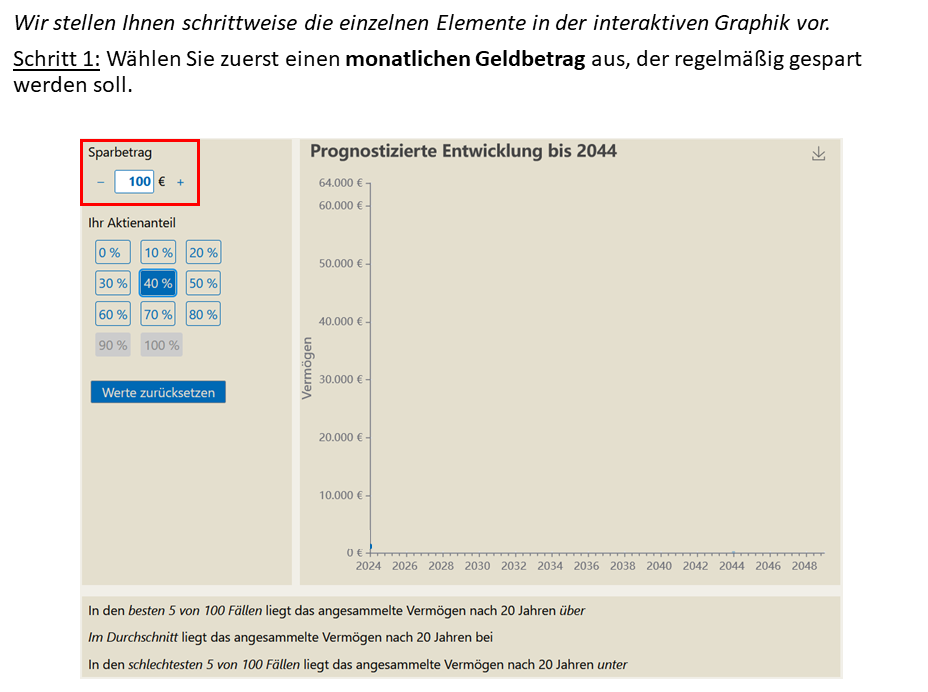 Wir stellen Ihnen schrittweise die einzelnen Elemente in der interaktiven Graphik vor.
Schritt 1: Wählen Sie zuerst einen monatlichen Geldbetrag aus, der regelmäßig gespart
werden soll.
Sparbetrag
– 100 € +
Ihr Aktienanteil
0 % 10 % 20 %
30 % 40 % 50 %
60 % 70 % 80 %
90 % 100 %
Werte zurücksetzen
Prognostizierte Entwicklung bis 2044
Vermögen
64.000 €
60.000 €
50.000 €
40.000 €
30.000 €
20.000 €
10.000 €
0 €
2024 2026 2028 2030 2032 2034 2036 2038 2040 2042 2044 2046 2048
In den besten 5 von 100 Fällen liegt das angesammelte Vermögen nach 20 Jahren über
Im Durchschnitt liegt das angesammelte Vermögen nach 20 Jahren bei
In den schlechtesten 5 von 100 Fällen liegt das angesammelte Vermögen nach 20 Jahren unter